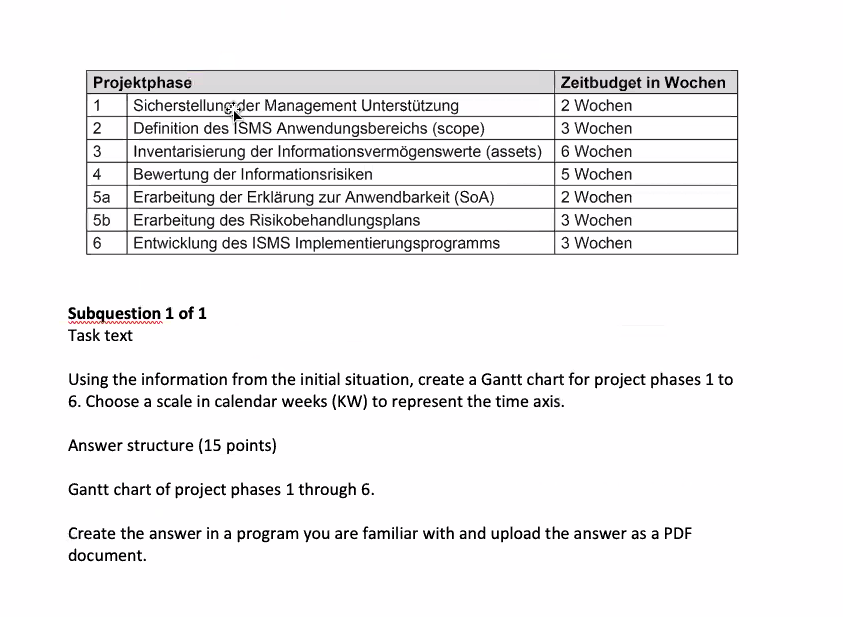 Projektphase Zeitbudget in Wochen
1 Sicherstellung der Management Unterstützung 2 Wochen
2 Definition des ISMS Anwendungsbereichs (scope) 3 Wochen
3 Inventarisierung der Informationsvermögenswerte (assets) 6 Wochen
4 Bewertung der Informationsrisiken 5 Wochen
5a Erarbeitung der Erklärung zur Anwendbarkeit (SoA) 2 Wochen
5b Erarbeitung des Risikobehandlungsplans 3 Wochen
6 Entwicklung des ISMS Implementierungsprogramms 3 Wochen
Subquestion 1 of 1
Task text
Using the information from the initial situation, create a Gantt chart for project phases 1 to
6. Choose a scale in calendar weeks (KW) to represent the time axis.
Answer structure (15 points)
Gantt chart of project phases 1 through 6.
Create the answer in a program you are familiar with and upload the answer as a PDF
document.